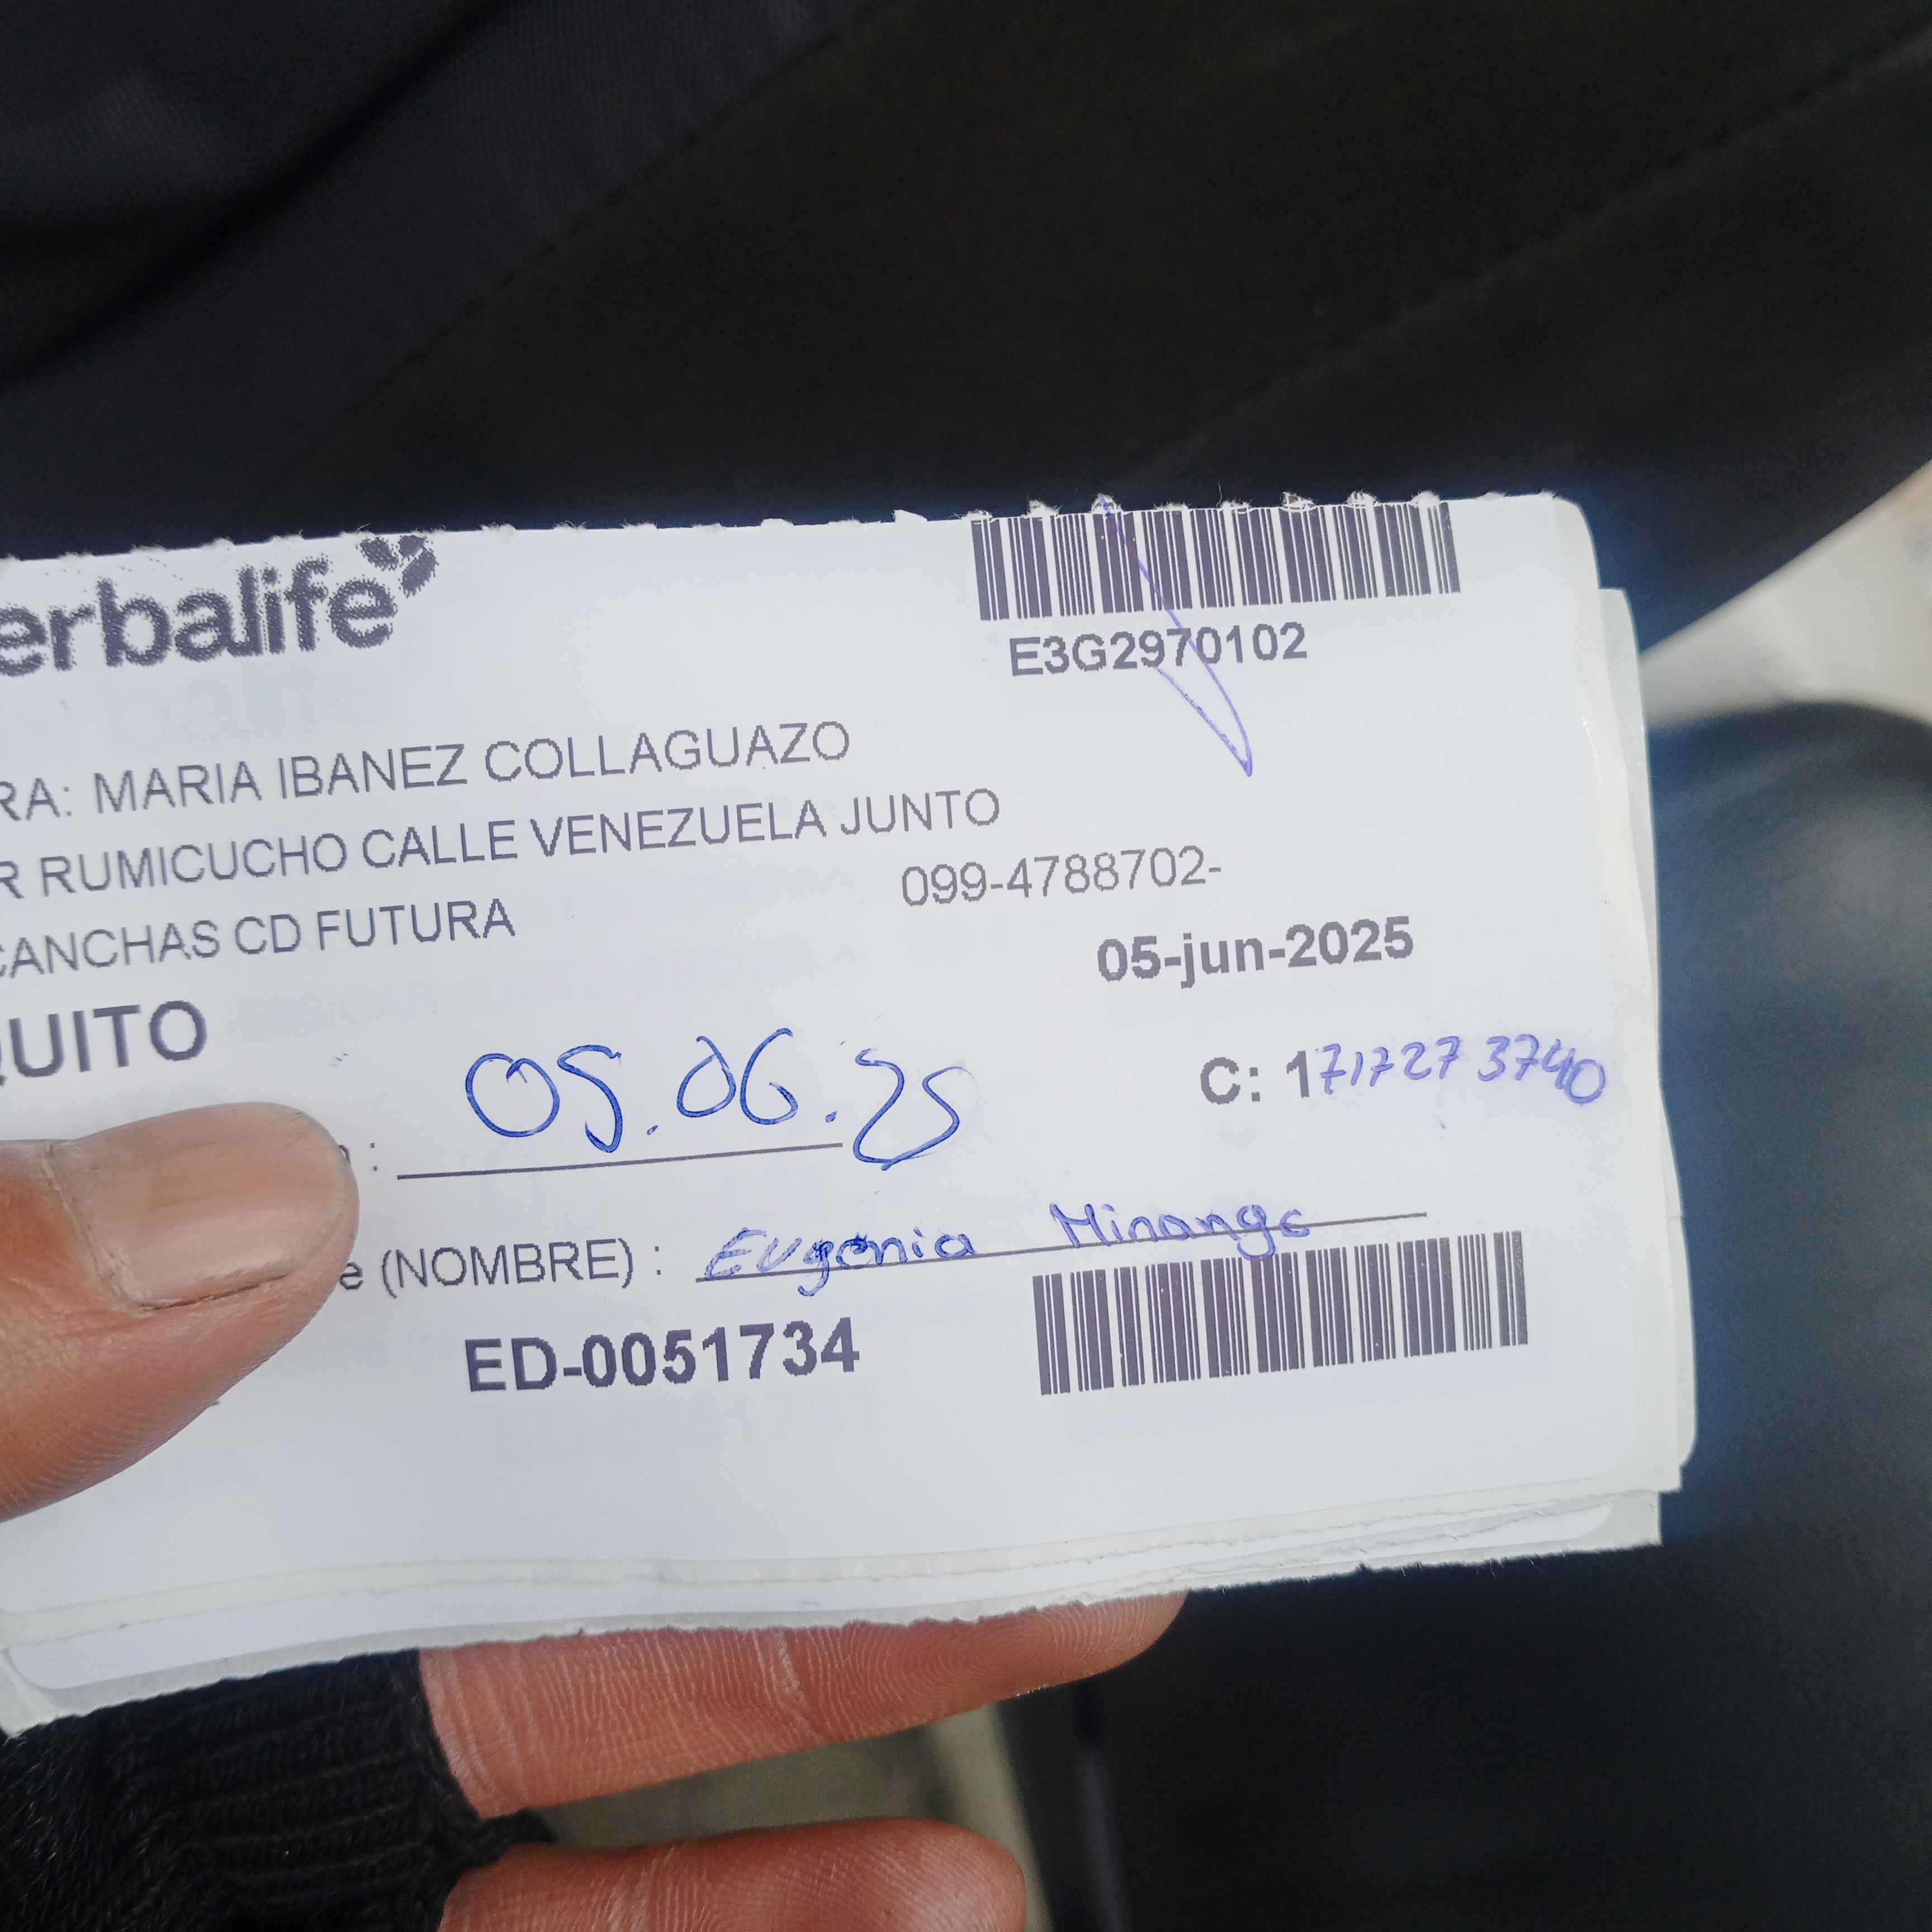 erbalife
E3G2970102
RA: MARIA IBANEZ COLLAGUAZO
R RUMICUCHO CALLE VENEZUELA JUNTO
099-4788702-
CANCHAS CD FUTURA
05-jun-2025
QUITO
C: 1717273740
: 05.06.25
e (NOMBRE) : Eugenia Minango
ED-0051734